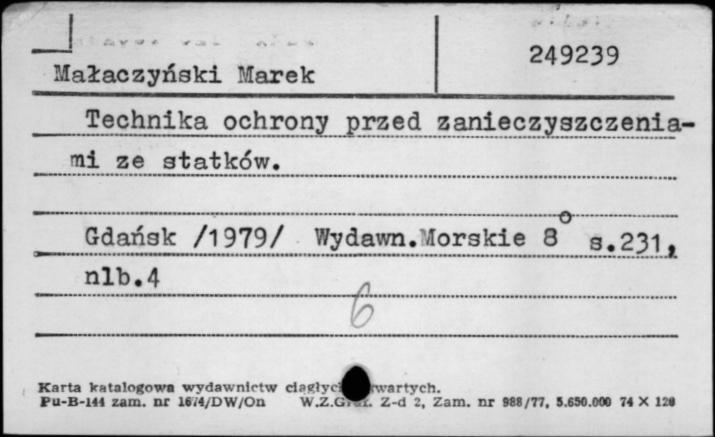 249239
Małaczyński Marek
Technika ochrony przed zanieczyszczenia-
mi ze statków.
Gdańsk /1979/ Wydawn.Morskie 8° s.231,
nlb.4
6
Karta katalogowa wydawnictw
Pu-B-144 zam. nr 1674/DW/On W.Z.Graf. Z-d 2, Zam. nr 988/77, 5.650.000 74 X 120